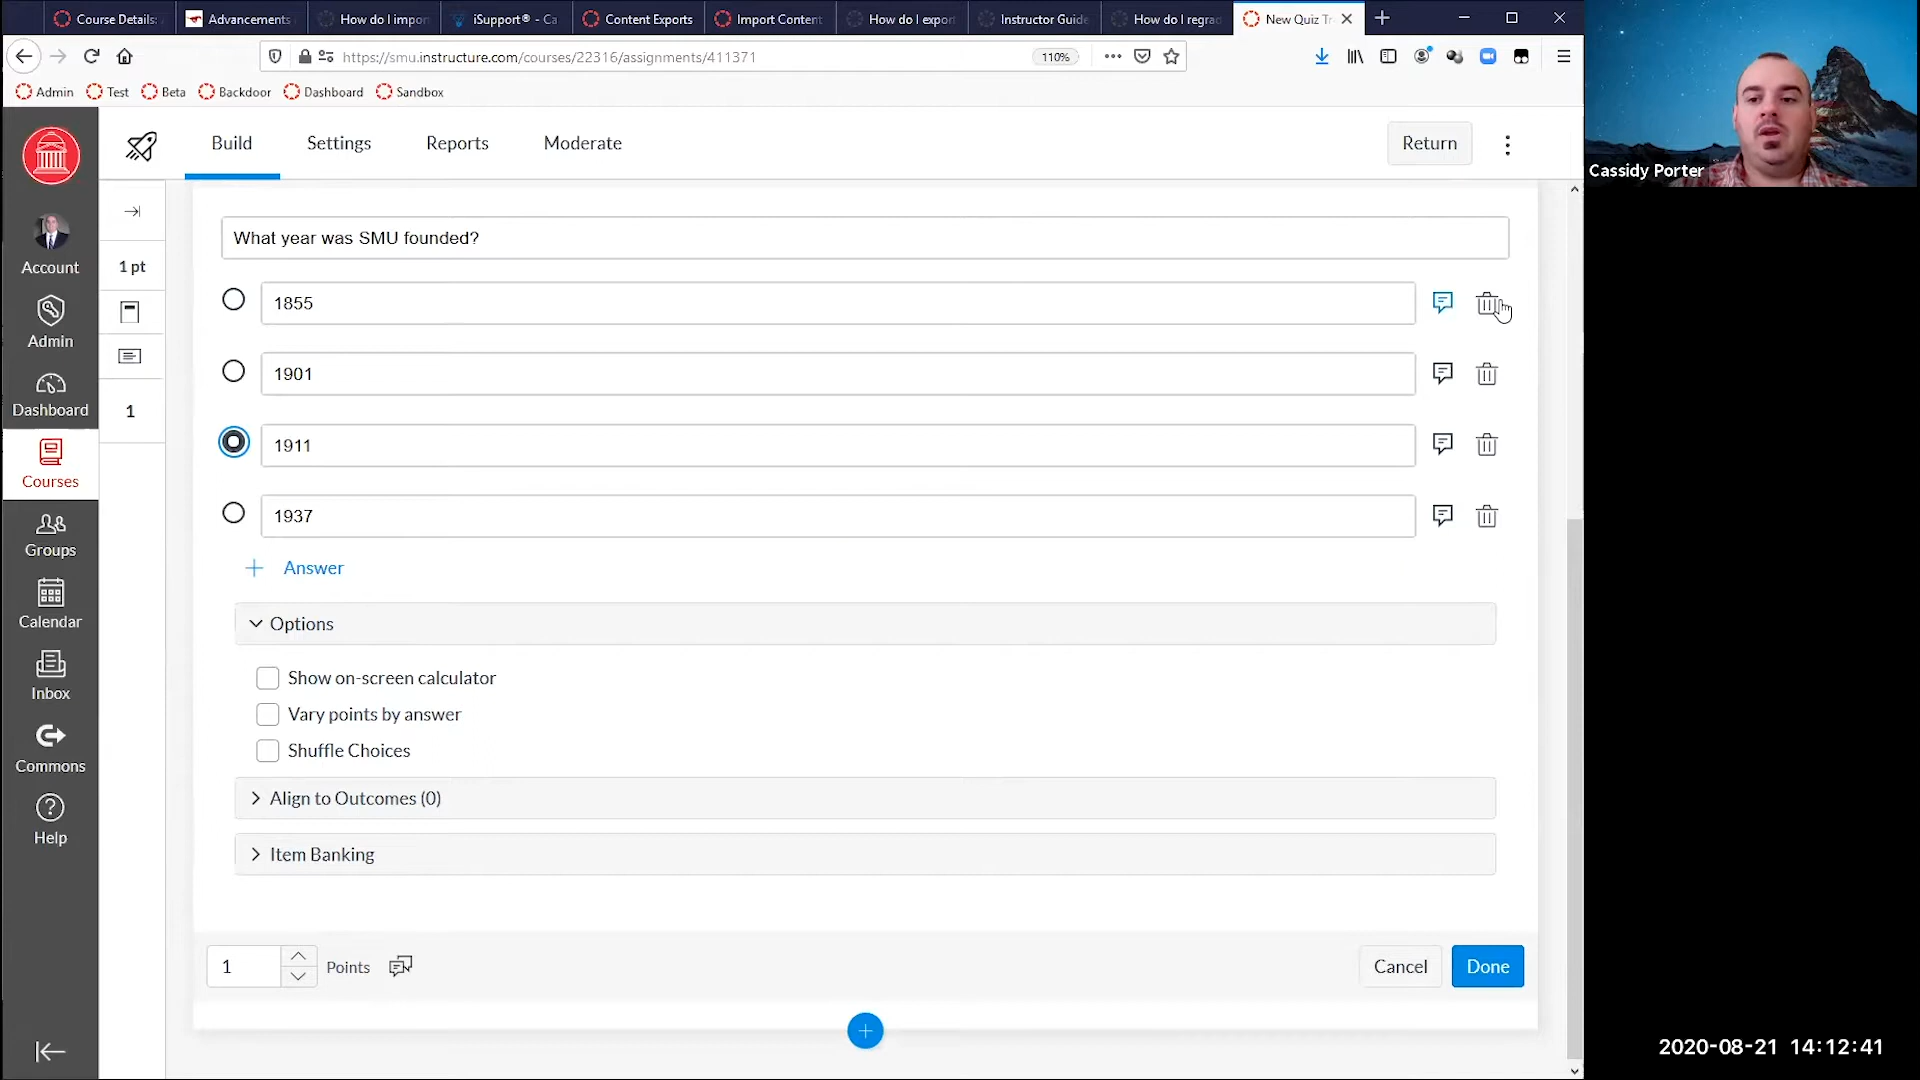 Course Details:
Advancements
How do I impor
iSupport® - Ca
Content Exports
Import Content
How do I export
Instructor Guide
How do I regrad
New Quiz Tr
https://smu.instructure.com/courses/22316/assignments/411371
110%
Admin
Test
Beta
Backdoor
Dashboard
Sandbox
Build
Settings
Reports
Moderate
Return
Cassidy Porter
Account
Admin
Dashboard
Courses
Groups
Calendar
Inbox
Commons
Help
1 pt
1
What year was SMU founded?
1855
1901
1911
1937
Answer
Options
Show on-screen calculator
Vary points by answer
Shuffle Choices
Align to Outcomes (0)
Item Banking
1
Points
Cancel
Done
2020-08-21 14:12:41